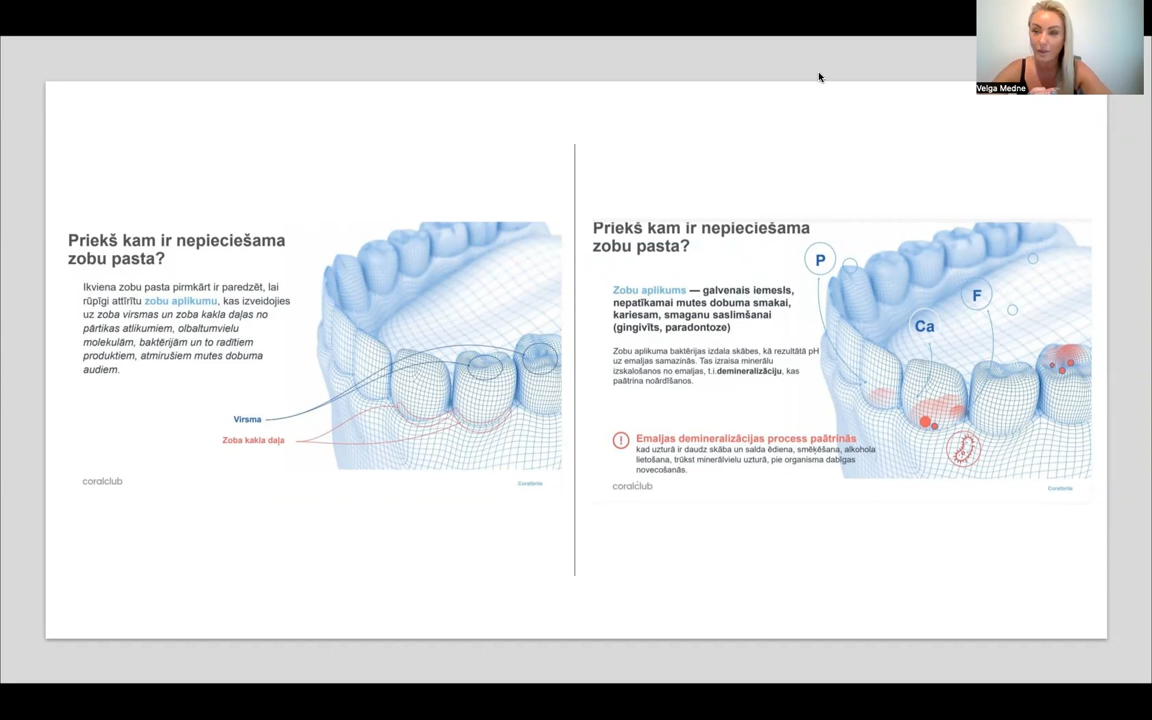 Velga Medne
Priekš kam ir nepieciešama
zobu pasta?
Ikviena zobu pasta pirmkārt ir paredzēt, lai
rūpīgi attīrītu zobu aplikumu, kas izveidojies
uz zoba virsmas un zoba kakla daļas no
pārtikas atlikumiem, olbaltumvielu
molekulām, baktērijām un to radītiem
produktiem, atmirušiem mutes dobuma
audiem.
Virsma
Zoba kakla daļa
coralclub
Coralbrite
Priekš kam ir nepieciešama
zobu pasta?
P
F
Ca
Zobu aplikums — galvenais iemesls,
nepatīkamai mutes dobuma smakai,
kariesam, smaganu saslimšanai
(gingivīts, paradontoze)
Zobu aplikuma baktērijas izdala skābes, kā rezultātā pH
uz emaljas samazinās. Tas izraisa minerālu
izskalošanos no emaljas, t.i.demineralizāciju, kas
paātrina noārdīšanos.
! Emaljas demineralizācijas process paātrinās
kad uzturā ir daudz skāba un salda ēdiena, smēķēšana, alkohola
lietošana, trūkst minerālvielu uzturā, pie organisma dabīgas
novecošanās.
coralclub
Coralbrite